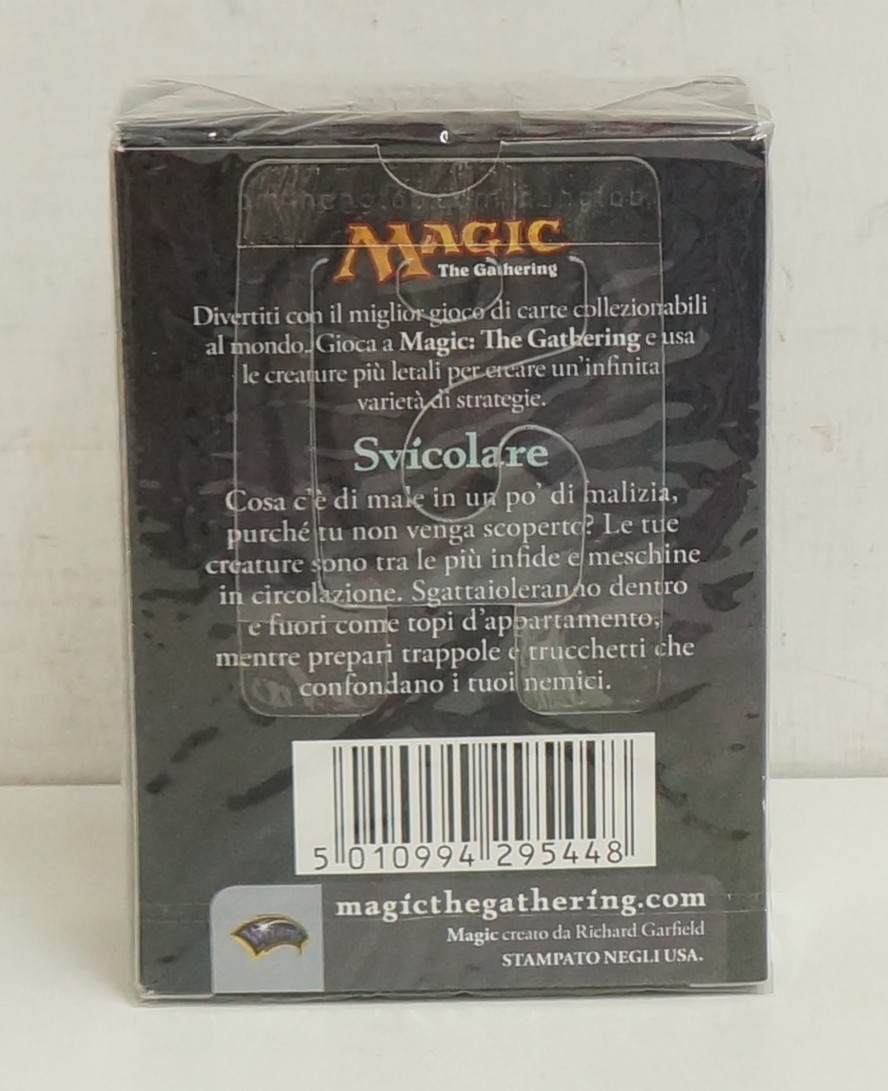 MAGIC
The Gathering
Divertiti con il miglior gioco di carte collezionabili
al mondo. Gioca a Magic: The Gathering e usa
le creature più letali per creare un'infinita
varietà di strategie.
Svicolare
Cosa c'è di male in un po' di malizia,
purché tu non venga scoperto? Le tue
creature sono tra le più infide e meschine
in circolazione. Sgattaioleranno dentro
e fuori come topi d'appartamento,
mentre prepari trappole e trucchetti che
confondano i tuoi nemici.
5 010994 295448
magicthegathering.com
Magic creato da Richard Garfield
STAMPATO NEGLI USA.